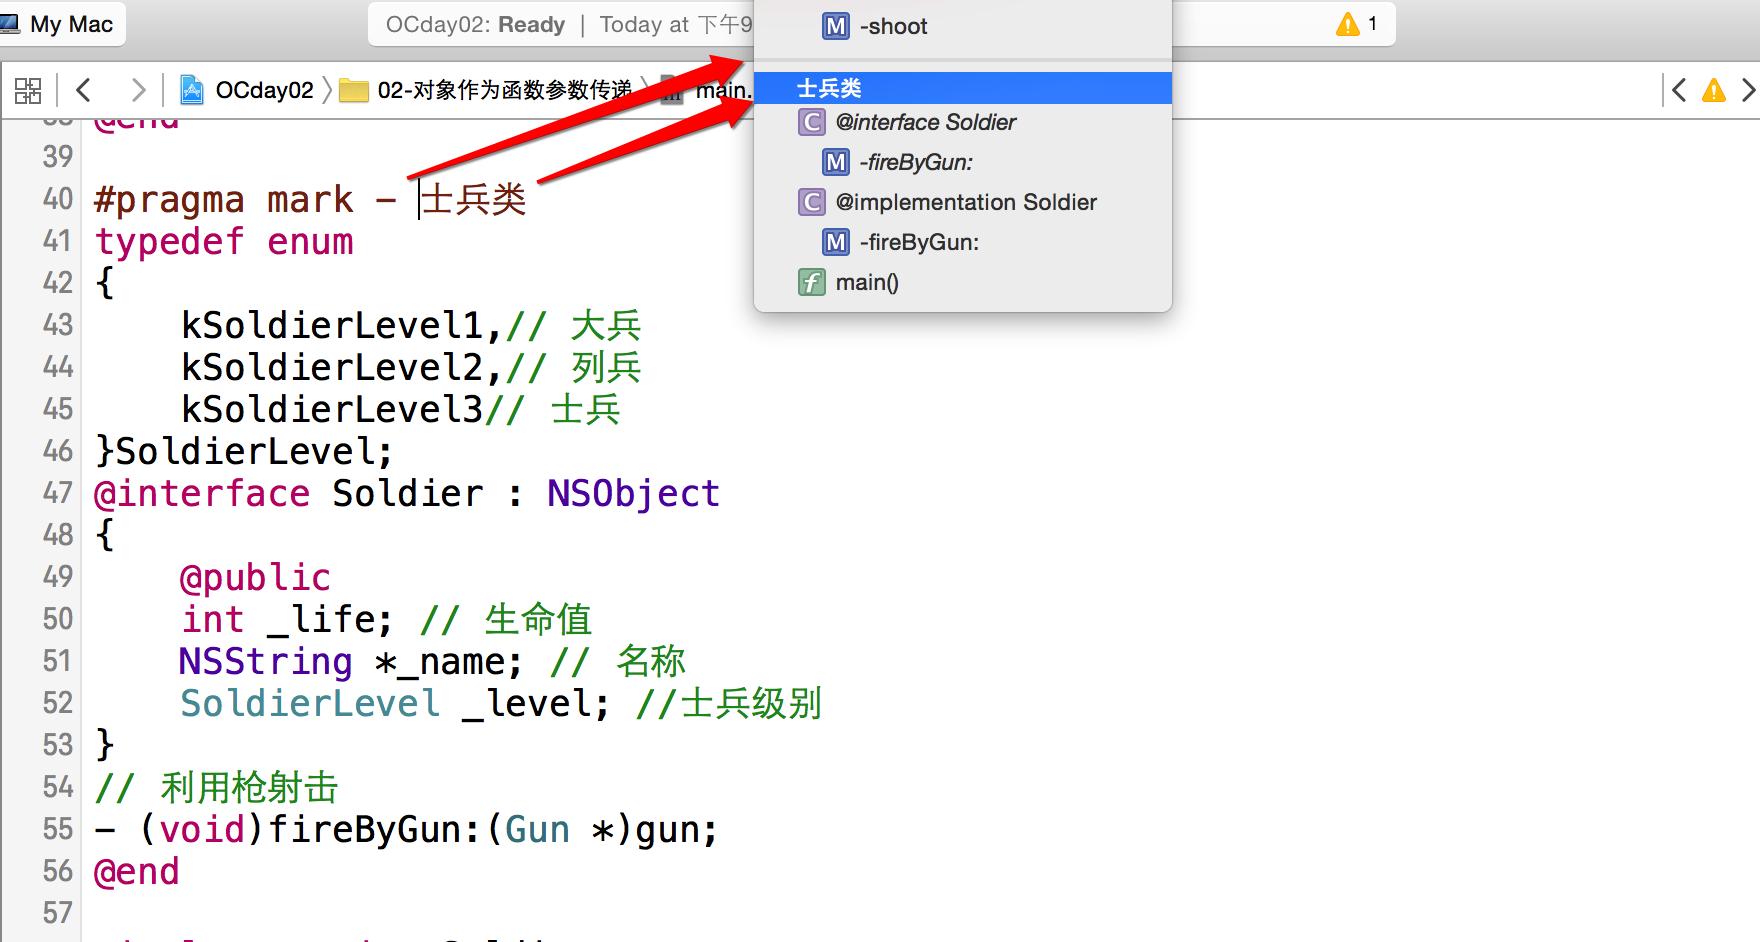 My Mac
OCday02: Ready | Today at 下午9
1
OCday02
02-对象作为函数参数传递
main.
-shoot
士兵类
@interface Soldier
-fireByGun:
@implementation Soldier
-fireByGun:
main()
@end
39
40 #pragma mark - 士兵类
41 typedef enum
42 {
43 kSoldierLevel1,// 大兵
44 kSoldierLevel2,// 列兵
45 kSoldierLevel3// 士兵
46 }SoldierLevel;
47 @interface Soldier : NSObject
48 {
49 @public
50 int _life; // 生命值
51 NSString *_name; // 名称
52 SoldierLevel _level; //士兵级别
53 }
54 // 利用枪射击
55 - (void)fireByGun:(Gun *)gun;
56 @end
57